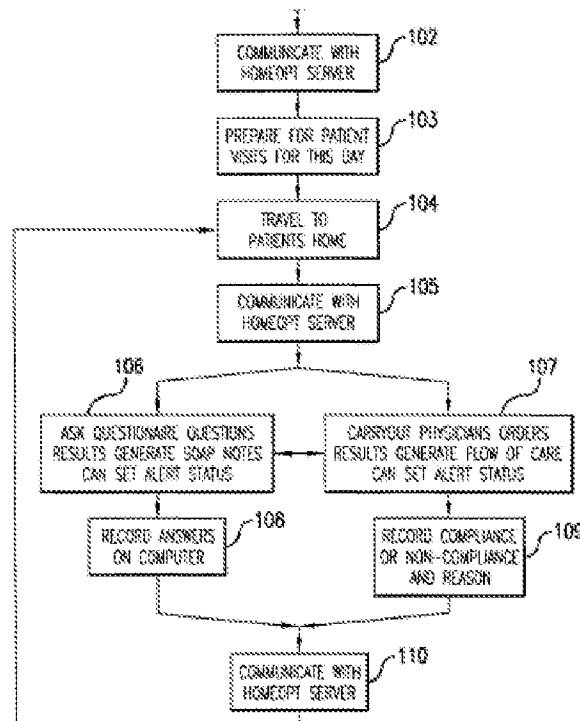 COMMUNICATE WITH
HOMEOPT SERVER
102
PREPARE FOR PATIENT
VISITS FOR THIS DAY
103
TRAVEL TO
PATIENTS HOME
104
COMMUNICATE WITH
HOMEOPT SERVER
105
106
ASK QUESTIONAIRE QUESTIONS
RESULTS GENERATE SOAP NOTES
CAN SET ALERT STATUS
107
CARRYOUT PHYSICIANS ORDERS
RESULTS GENERATE FLOW OF CARE
CAN SET ALERT STATUS
RECORD ANSWERS
ON COMPUTER
108
RECORD COMPLIANCE
OR NON-COMPLIANCE
AND REASON
109
COMMUNICATE WITH
HOMEOPT SERVER
110